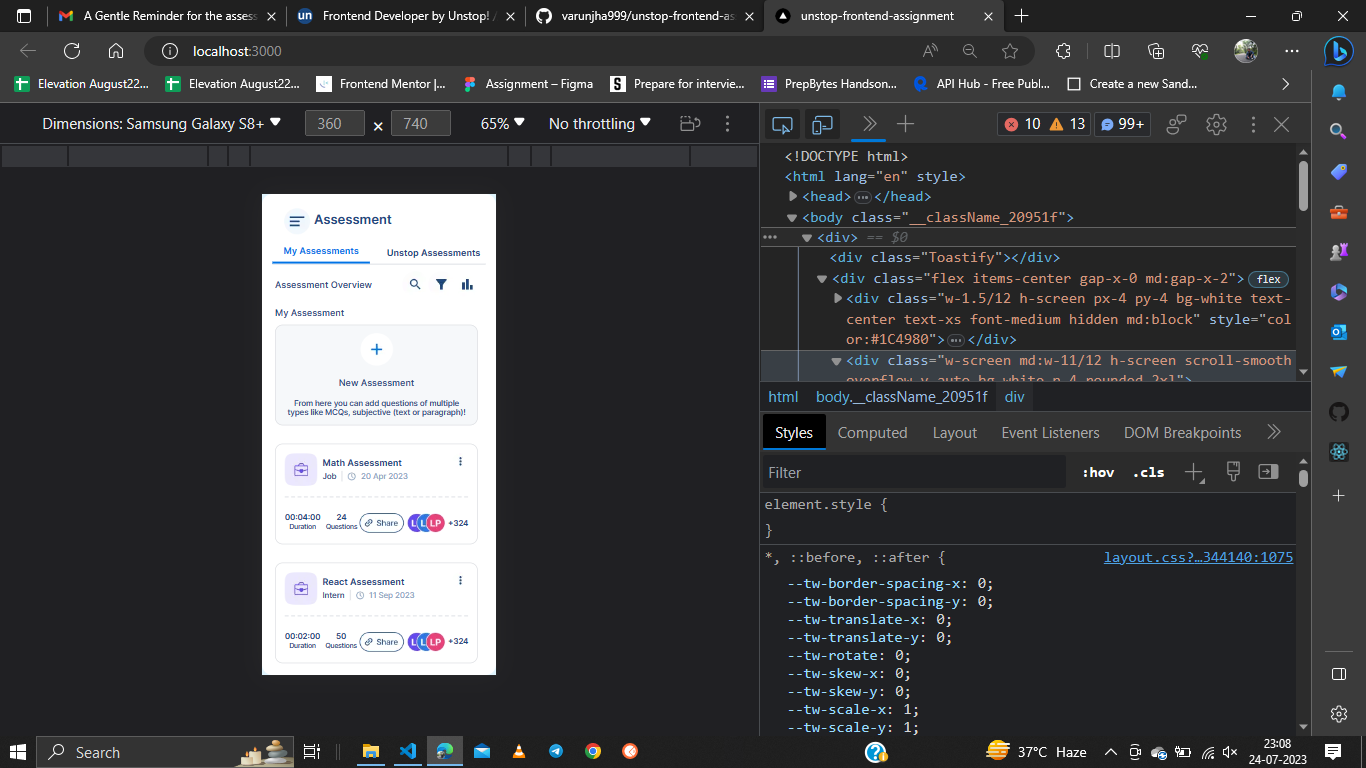 A Gentle Reminder for the assess
Frontend Developer by Unstop! /
varunjha999/unstop-frontend-as
unstop-frontend-assignment
localhost:3000
Elevation August22...
Elevation August22...
Frontend Mentor |...
Assignment – Figma
Prepare for intervie...
PrepBytes Handson...
API Hub - Free Publ...
Create a new Sand...
Dimensions: Samsung Galaxy S8+
360
×
740
65%
No throttling
10
13
99+
<!DOCTYPE html>
<html lang="en" style>
<head>
</head>
<body class="__className_20951f">
<div> == $0
<div class="Toastify"></div>
<div class="flex items-center gap-x-0 md:gap-x-2">
flex
<div class="w-1.5/12 h-screen px-4 py-4 bg-white text-
center text-xs font-medium hidden md:block" style="col
or:#1C4980">
</div>
<div class="w-screen md:w-11/12 h-screen scroll-smooth
overflow-y-auto bg-white p-4 rounded-2xl">
html
body.__className_20951f
div
Styles
Computed
Layout
Event Listeners
DOM Breakpoints
Filter
:hov
.cls
element.style {
}
*, ::before, ::after {
layout.css?…344140:1075
--tw-border-spacing-x: 0;
--tw-border-spacing-y: 0;
--tw-translate-x: 0;
--tw-translate-y: 0;
--tw-rotate: 0;
--tw-skew-x: 0;
--tw-skew-y: 0;
--tw-scale-x: 1;
--tw-scale-y: 1;
Assessment
My Assessments
Unstop Assessments
Assessment Overview
My Assessment
New Assessment
From here you can add questions of multiple
types like MCQs, subjective (text or paragraph)!
Math Assessment
Job
20 Apr 2023
00:04:00
Duration
24
Questions
Share
L
L
LP
+324
React Assessment
Intern
11 Sep 2023
00:02:00
Duration
50
Questions
Share
L
L
LP
+324
Search
37°C Haze
23:08
24-07-2023